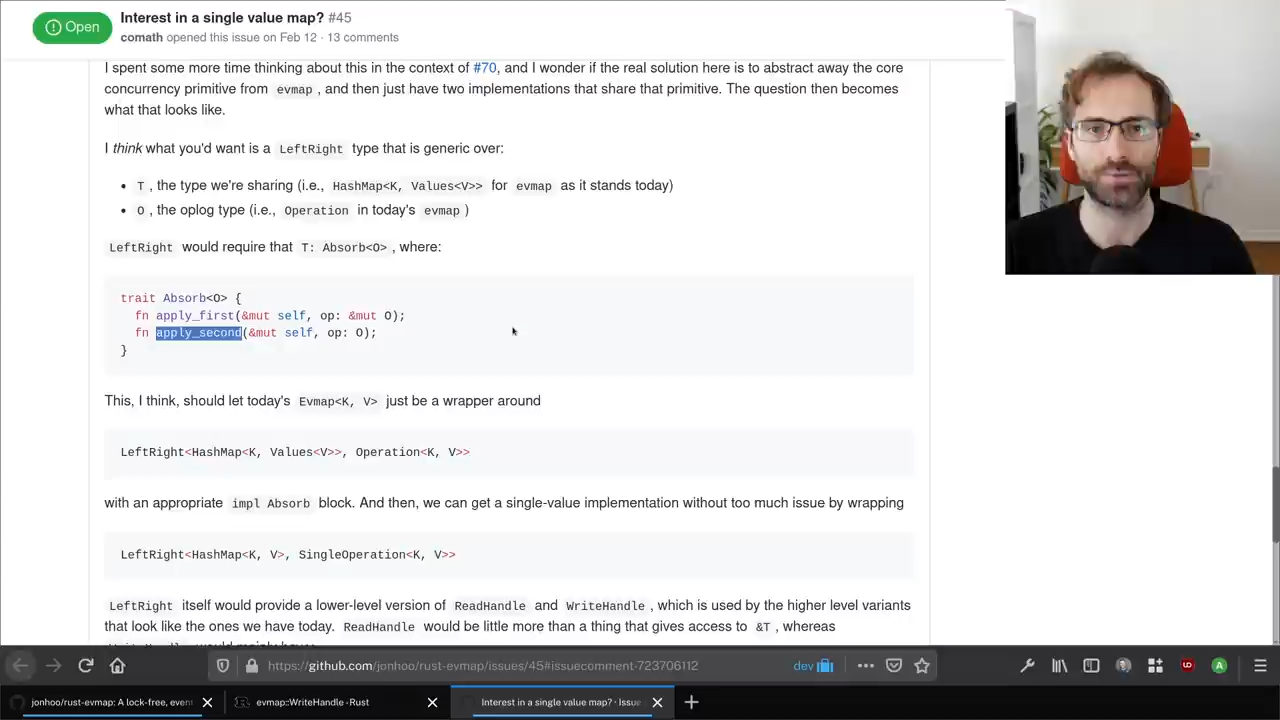 Open
Interest in a single value map? #45
comath opened this issue on Feb 12 · 13 comments
I spent some more time thinking about this in the context of #70, and I wonder if the real solution here is to abstract away the core
concurrency primitive from evmap , and then just have two implementations that share that primitive. The question then becomes
what that looks like.
I think what you'd want is a LeftRight type that is generic over:
• T , the type we're sharing (i.e., HashMap<K, Values<V>> for evmap as it stands today)
• O , the oplog type (i.e., Operation in today's evmap )
LeftRight would require that T: Absorb<O> , where:
trait Absorb<O> {
fn apply_first(&mut self, op: &mut O);
fn apply_second(&mut self, op: O);
}
This, I think, should let today's Evmap<K, V> just be a wrapper around
LeftRight<HashMap<K, Values<V>>, Operation<K, V>>
with an appropriate impl Absorb block. And then, we can get a single-value implementation without too much issue by wrapping
LeftRight<HashMap<K, V>, SingleOperation<K, V>>
LeftRight itself would provide a lower-level version of ReadHandle and WriteHandle , which is used by the higher level variants
that look like the ones we have today. ReadHandle would be little more than a thing that gives access to &T , whereas
https://github.com/jonhoo/rust-evmap/issues/45#issuecomment-723706112
dev
jonhoo/rust-evmap: A lock-free, even
evmap::WriteHandle - Rust
Interest in a single value map? · Issue